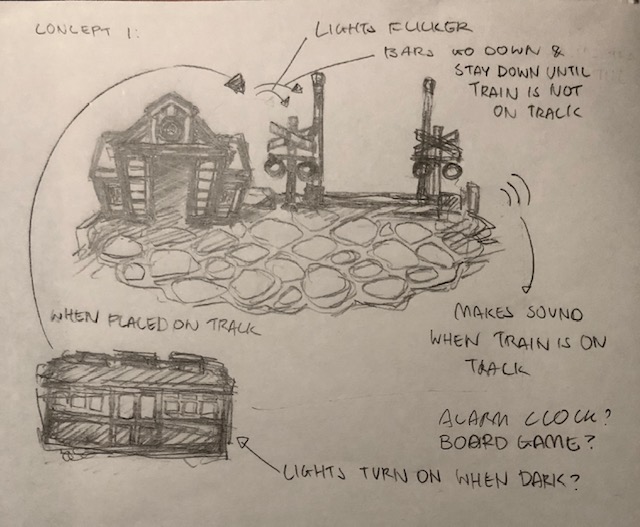 CONCEPT 1:
LIGHTS FLICKER
BARS GO DOWN &
STAY DOWN UNTIL
TRAIN IS NOT
ON TRACK
WHEN PLACED ON TRACK
MAKES SOUND
WHEN TRAIN IS ON
TRACK
ALARM CLOCK?
BOARD GAME?
LIGHTS TURN ON WHEN DARK?